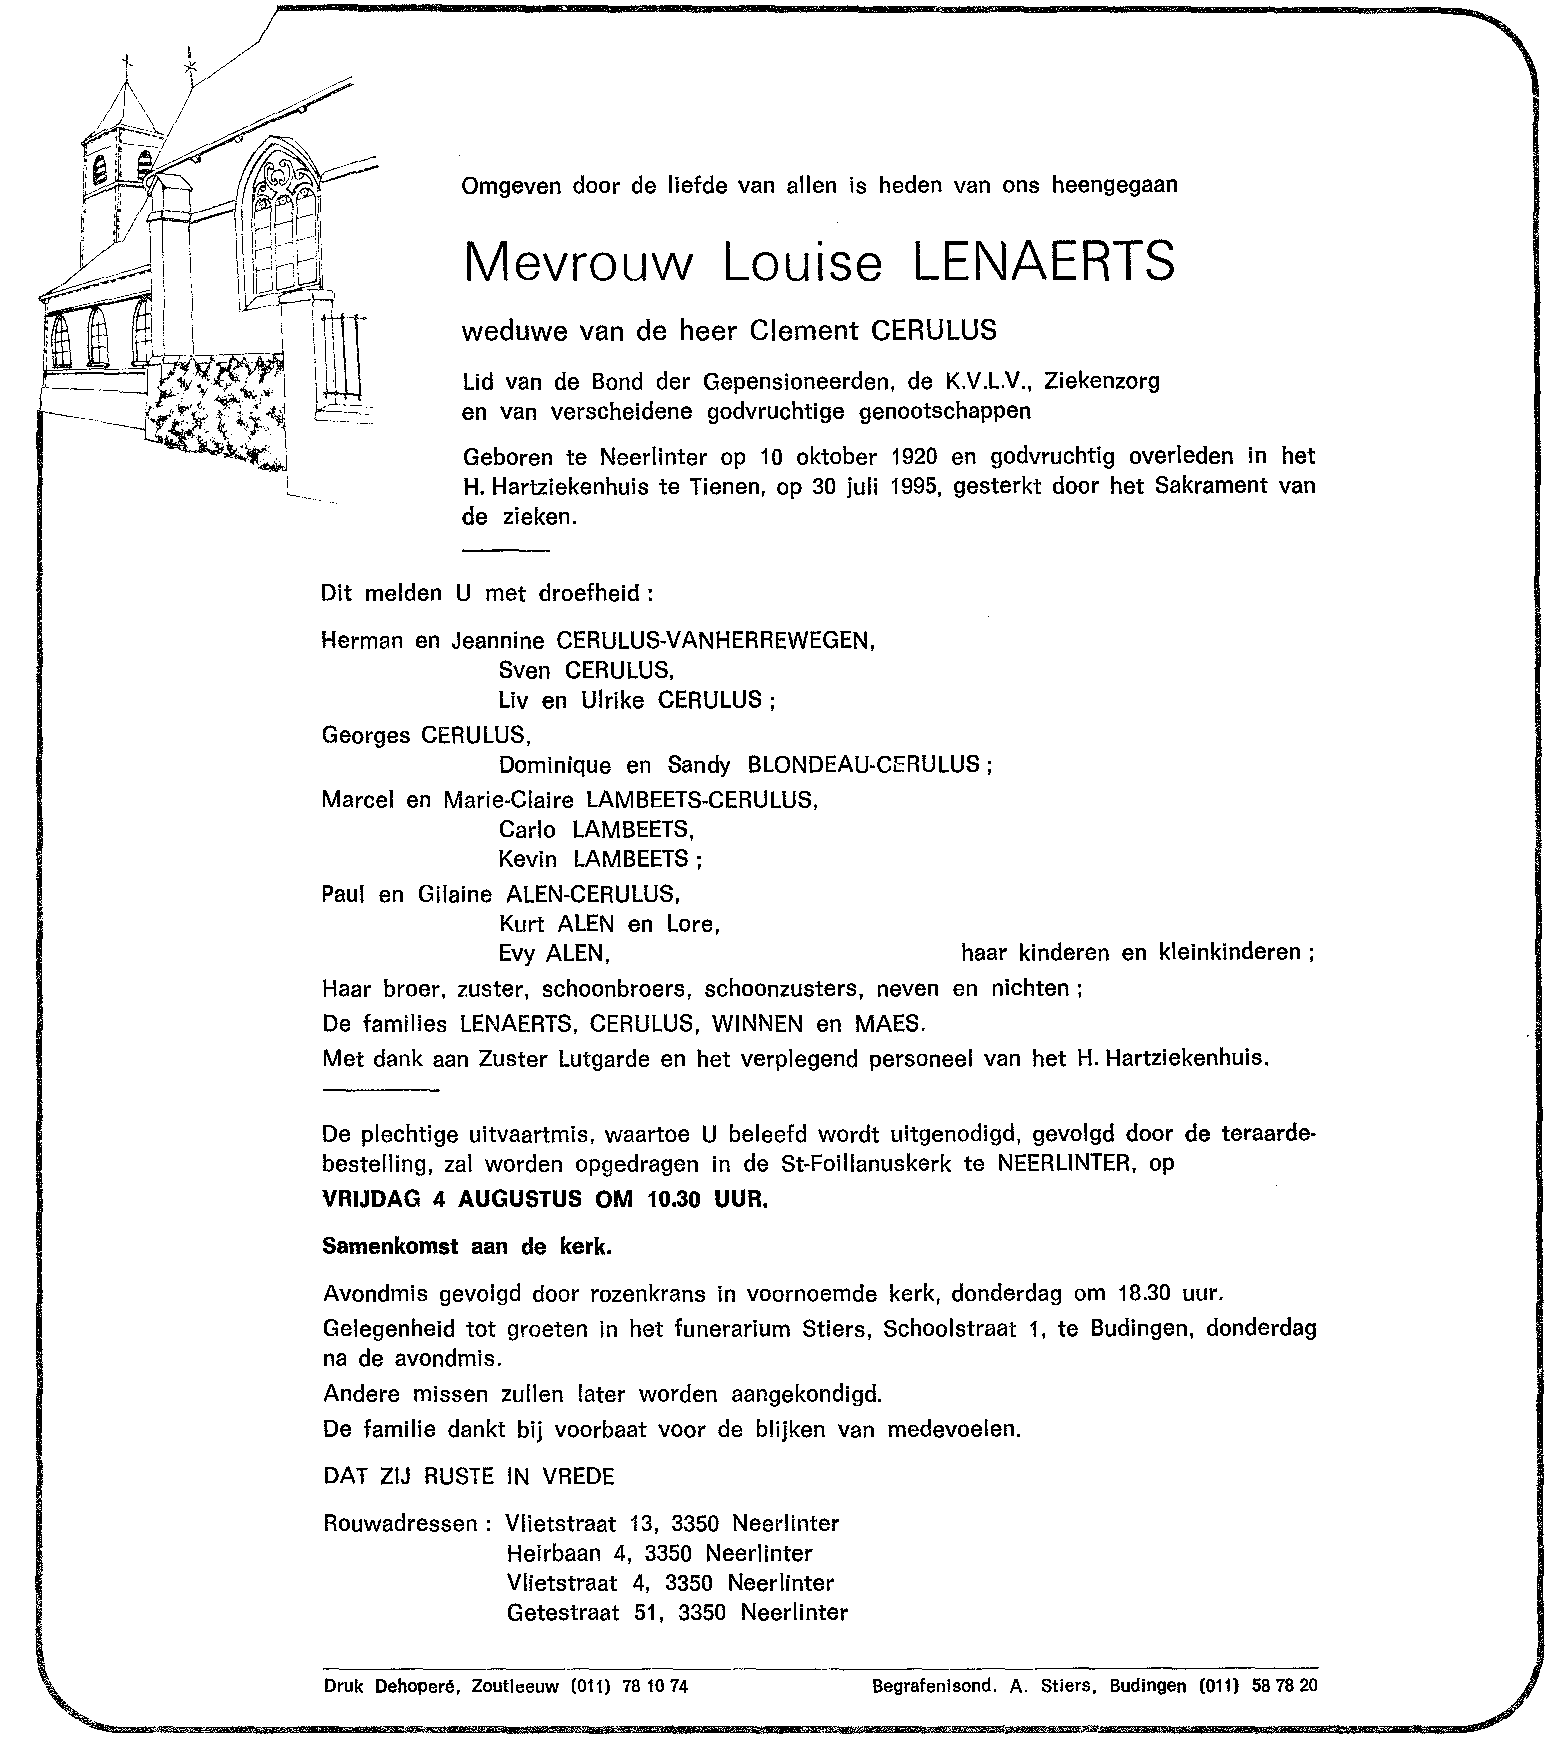 Omgeven door de liefde van allen is heden van ons heengegaan
Mevrouw Louise LENAERTS
weduwe van de heer Clement CERULUS
Lid van de Bond der Gepensioneerden, de K.V.L.V., Ziekenzorg
en van verscheidene godvruchtige genootschappen
Geboren te Neerlinter op 10 oktober 1920 en godvruchtig overleden in het
H. Hartziekenhuis te Tienen, op 30 juli 1995, gesterkt door het Sakrament van
de zieken.
Dit melden U met droefheid :
Herman en Jeannine CERULUS-VANHERREWEGEN,
Sven CERULUS,
Liv en Ulrike CERULUS ;
Georges CERULUS,
Dominique en Sandy BLONDEAU-CERULUS ;
Marcel en Marie-Claire LAMBEETS-CERULUS,
Carlo LAMBEETS,
Kevin LAMBEETS ;
Paul en Gilaine ALEN-CERULUS,
Kurt ALEN en Lore,
Evy ALEN, haar kinderen en kleinkinderen ;
Haar broer, zuster, schoonbroers, schoonzusters, neven en nichten ;
De families LENAERTS, CERULUS, WINNEN en MAES.
Met dank aan Zuster Lutgarde en het verplegend personeel van het H. Hartziekenhuis.
De plechtige uitvaartmis, waartoe U beleefd wordt uitgenodigd, gevolgd door de teraarde-
bestelling, zal worden opgedragen in de St-Foillanuskerk te NEERLINTER, op
VRIJDAG 4 AUGUSTUS OM 10.30 UUR.
Samenkomst aan de kerk.
Avondmis gevolgd door rozenkrans in voornoemde kerk, donderdag om 18.30 uur.
Gelegenheid tot groeten in het funerarium Stiers, Schoolstraat 1, te Budingen, donderdag
na de avondmis.
Andere missen zullen later worden aangekondigd.
De familie dankt bij voorbaat voor de blijken van medevoelen.
DAT ZIJ RUSTE IN VREDE
Rouwadressen : Vlietstraat 13, 3350 Neerlinter
Heirbaan 4, 3350 Neerlinter
Vlietstraat 4, 3350 Neerlinter
Getestraat 51, 3350 Neerlinter
Druk Dehoperé, Zoutleeuw (011) 78 10 74 Begrafenisond. A. Stiers, Budingen (011) 58 78 20